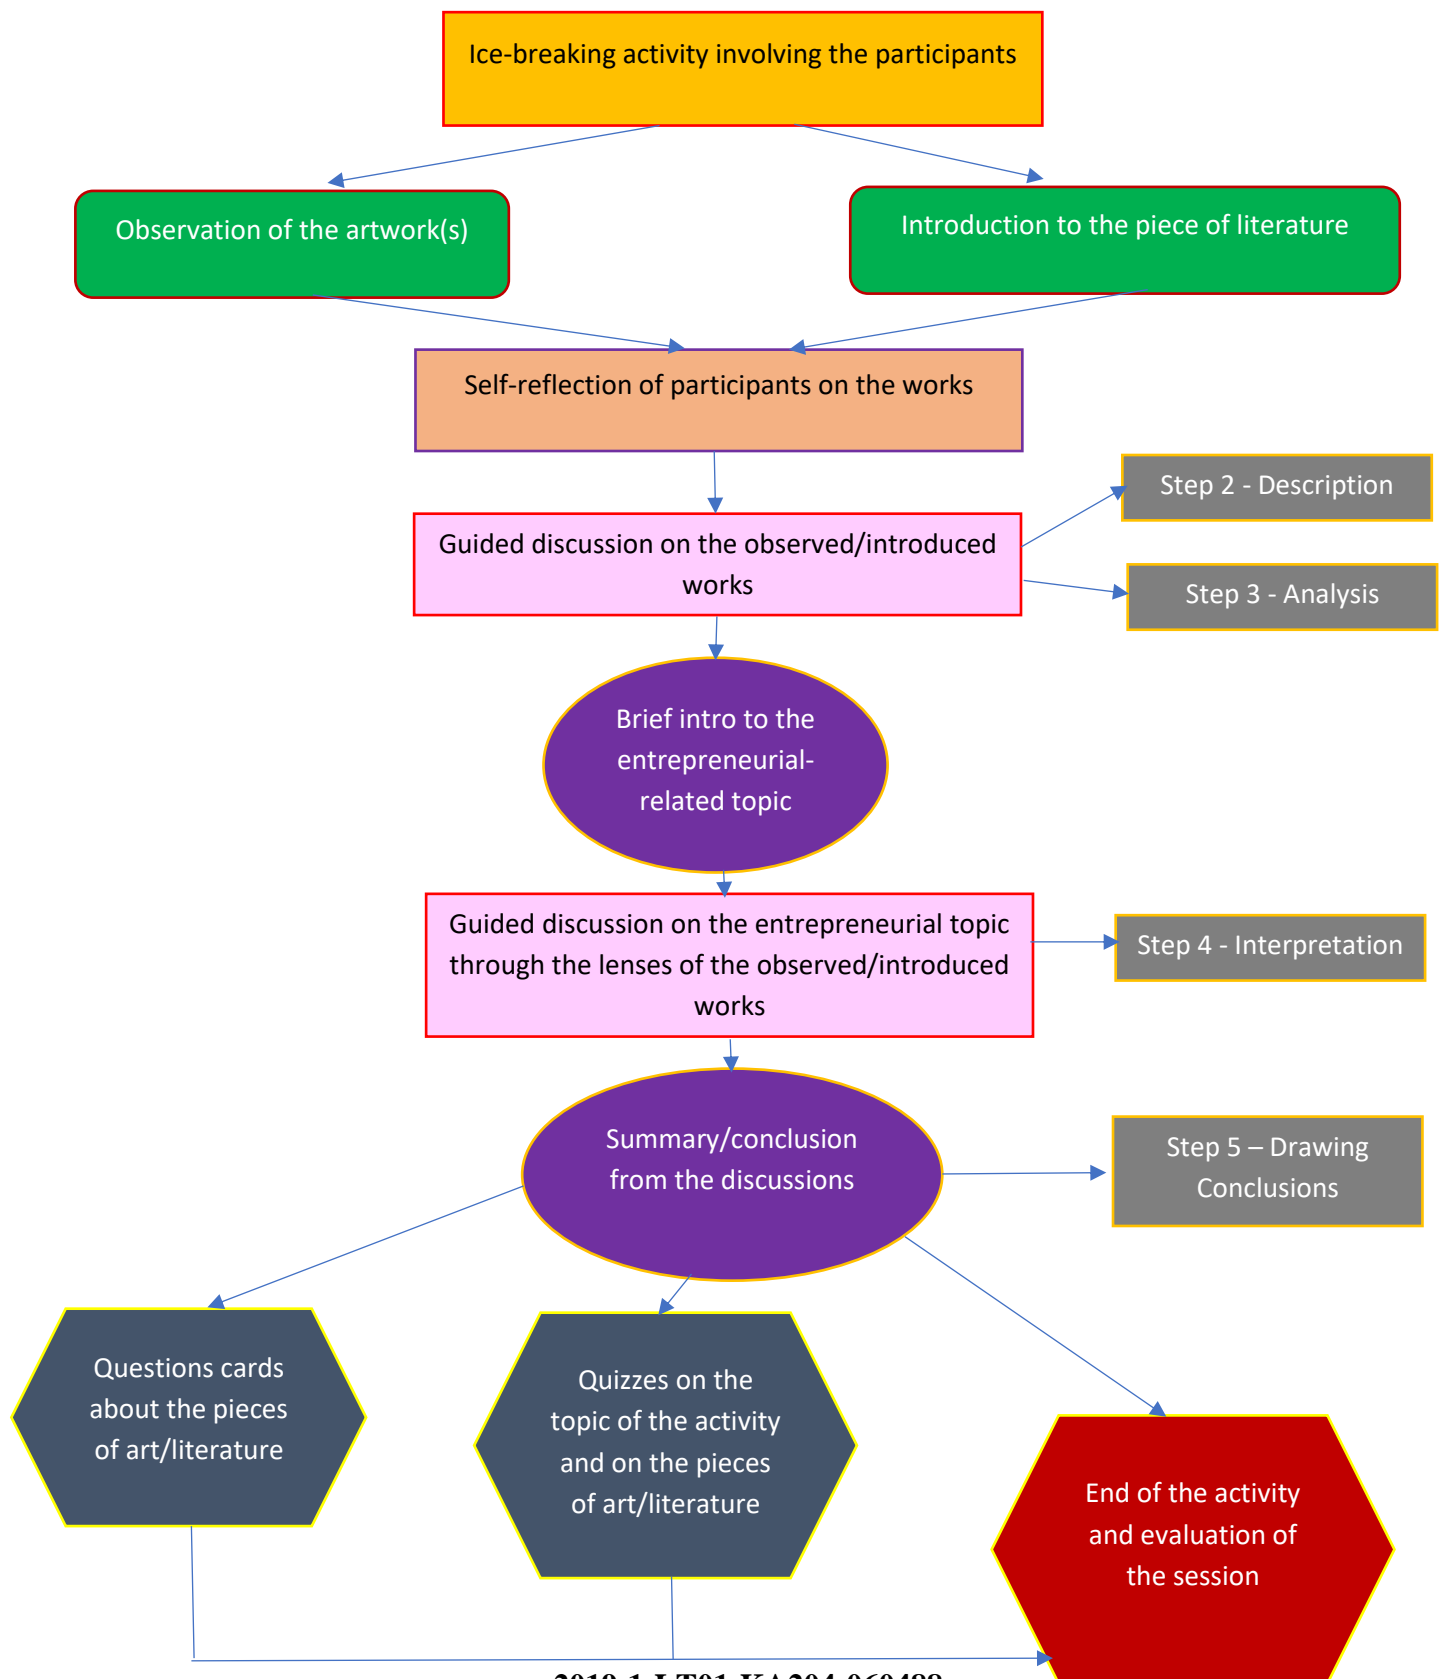 Ice-breaking activity involving the participants
Observation of the artwork(s)
Introduction to the piece of literature
Self-reflection of participants on the works
Step 2 - Description
Guided discussion on the observed/introduced
works
Step 3 - Analysis
Brief intro to the
entrepreneurial-
related topic
Guided discussion on the entrepreneurial topic
through the lenses of the observed/introduced
works
Step 4 - Interpretation
Summary/conclusion
from the discussions
Step 5 – Drawing
Conclusions
Questions cards
about the pieces
of art/literature
Quizzes on the
topic of the activity
and on the pieces
of art/literature
End of the activity
and evaluation of
the session
2019-1-LT01-KA204-060488